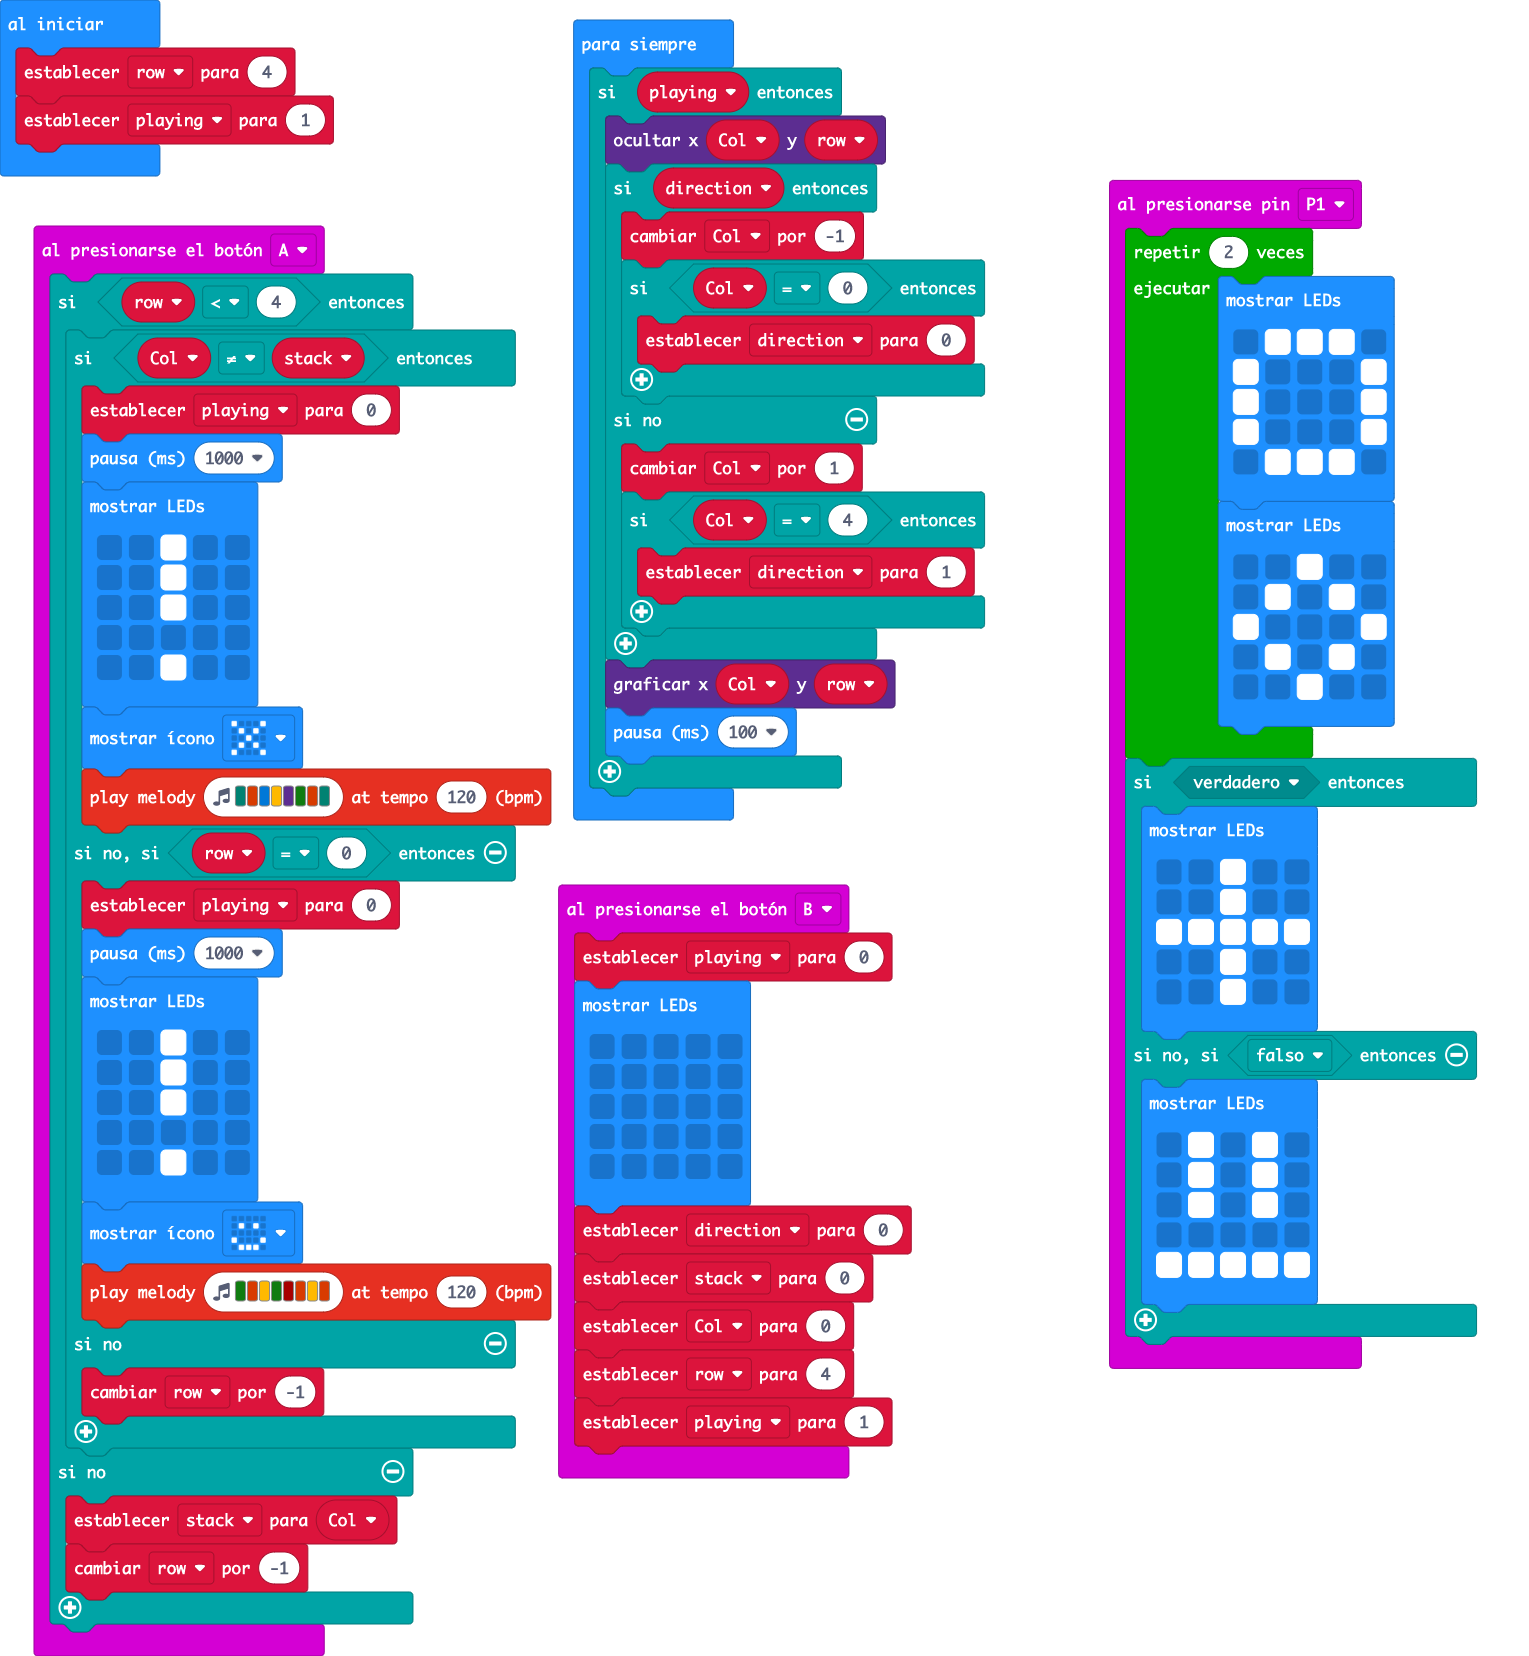 al iniciar
establecer row para 4
establecer playing para 1
al presionarse el botón A
si row < 4 entonces
si Col ≠ stack entonces
establecer playing para 0
pausa (ms) 1000
mostrar LEDs
mostrar ícono
play melody at tempo 120 (bpm)
si no, si row = 0 entonces
establecer playing para 0
pausa (ms) 1000
mostrar LEDs
mostrar ícono
play melody at tempo 120 (bpm)
si no
cambiar row por -1
si no
establecer stack para Col
cambiar row por -1
para siempre
si playing entonces
ocultar x Col y row
si direction entonces
cambiar Col por -1
si Col = 0 entonces
establecer direction para 0
si no
cambiar Col por 1
si Col = 4 entonces
establecer direction para 1
graficar x Col y row
pausa (ms) 100
al presionarse el botón B
establecer playing para 0
mostrar LEDs
establecer direction para 0
establecer stack para 0
establecer Col para 0
establecer row para 4
establecer playing para 1
al presionarse pin P1
repetir 2 veces
ejecutar
mostrar LEDs
mostrar LEDs
si verdadero entonces
mostrar LEDs
si no, si falso entonces
mostrar LEDs